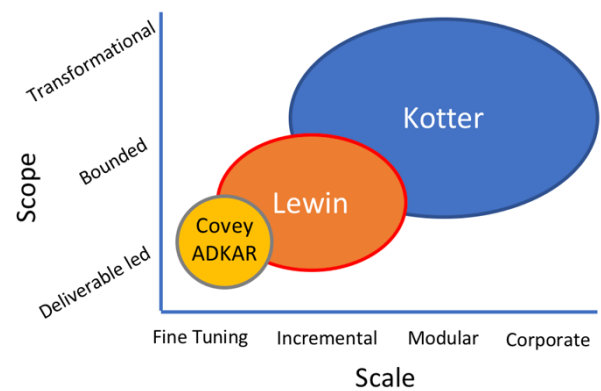 Transformational
Kotter
Bounded
Scope
Lewin
Covey
ADKAR
Deliverable led
Fine Tuning
Incremental
Modular
Corporate
Scale